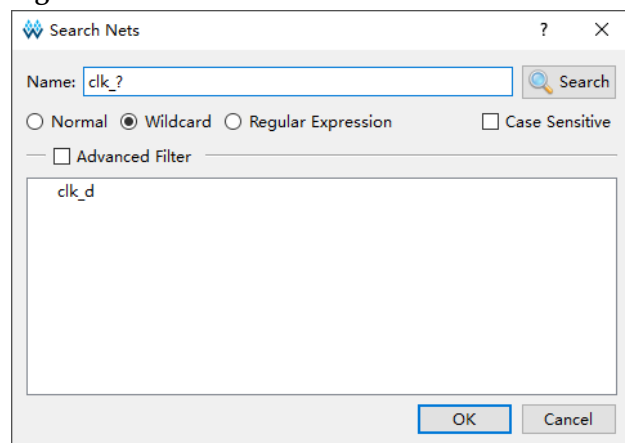 Search Nets ? ×
Name: clk_? Search
Normal Wildcard Regular Expression Case Sensitive
Advanced Filter
clk_d
OK Cancel